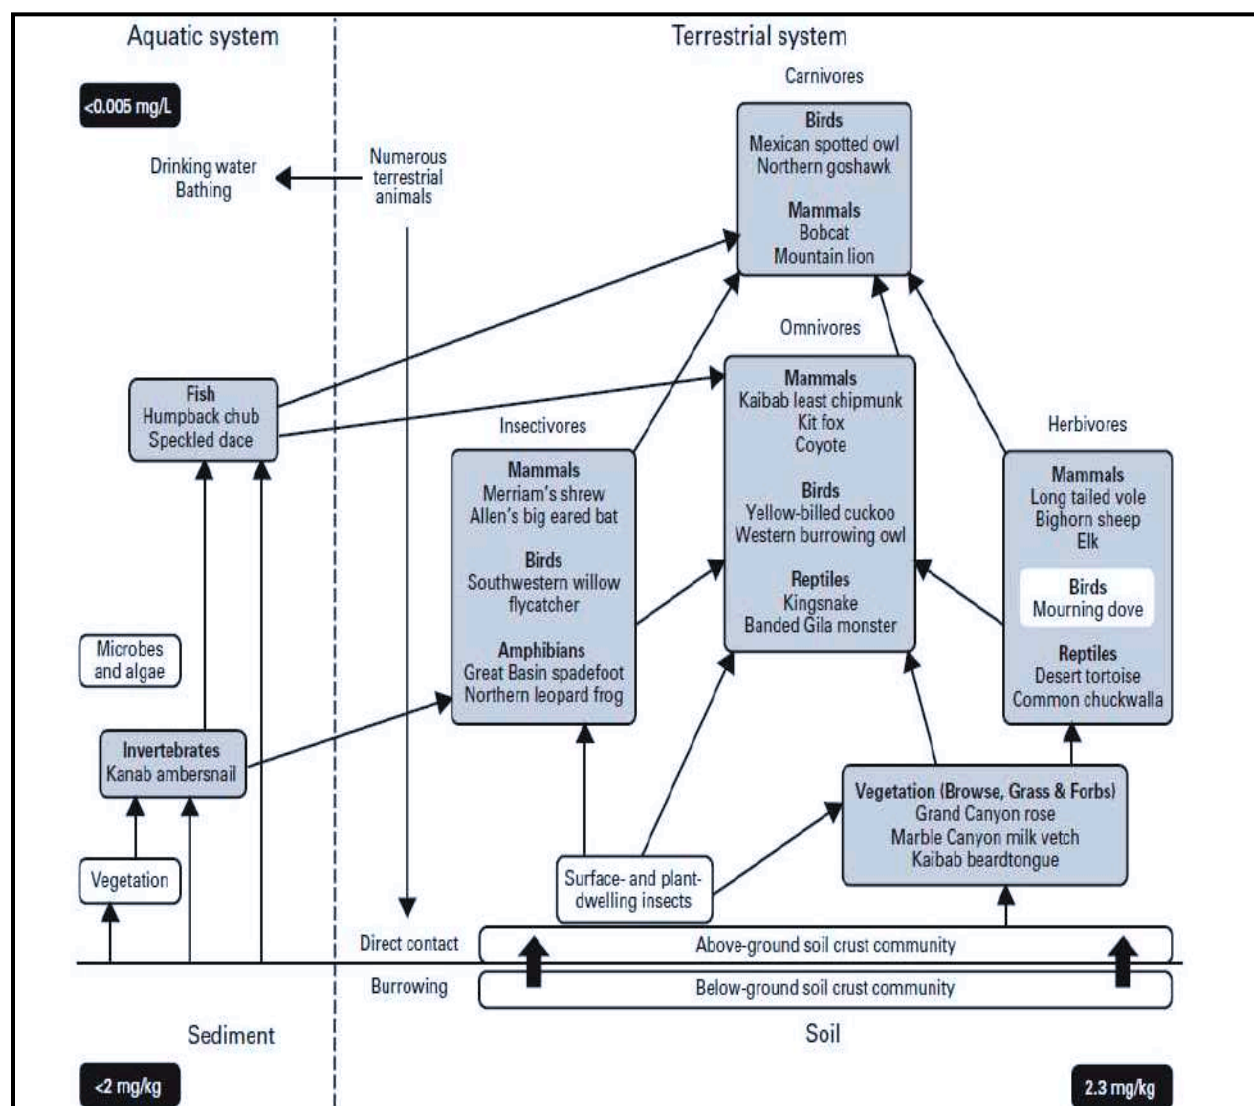 Aquatic system
Terrestrial system
<0.005 mg/L
Drinking water
Bathing
Numerous
terrestrial
animals
Carnivores
Birds
Mexican spotted owl
Northern goshawk
Mammals
Bobcat
Mountain lion
Omnivores
Mammals
Kaibab least chipmunk
Kit fox
Coyote
Birds
Yellow-billed cuckoo
Western burrowing owl
Reptiles
Kingsnake
Banded Gila monster
Fish
Humpback chub
Speckled dace
Insectivores
Mammals
Merriam's shrew
Allen's big eared bat
Birds
Southwestern willow
flycatcher
Amphibians
Great Basin spadefoot
Northern leopard frog
Herbivores
Mammals
Long tailed vole
Bighorn sheep
Elk
Birds
Mourning dove
Reptiles
Desert tortoise
Common chuckwalla
Microbes
and algae
Invertebrates
Kanab ambersnail
Vegetation
Vegetation (Browse, Grass & Forbs)
Grand Canyon rose
Marble Canyon milk vetch
Kaibab beardtongue
Surface- and plant-
dwelling insects
Direct contact
Above-ground soil crust community
Burrowing
Below-ground soil crust community
Sediment
Soil
<2 mg/kg
2.3 mg/kg